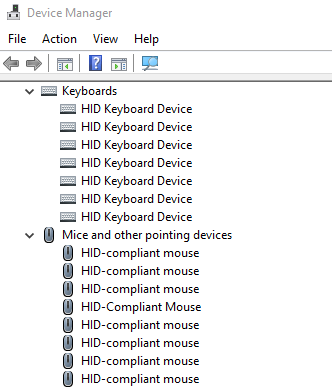 Device Manager
File Action View Help
Keyboards
HID Keyboard Device
HID Keyboard Device
HID Keyboard Device
HID Keyboard Device
HID Keyboard Device
HID Keyboard Device
HID Keyboard Device
Mice and other pointing devices
HID-compliant mouse
HID-compliant mouse
HID-compliant mouse
HID-Compliant Mouse
HID-compliant mouse
HID-compliant mouse
HID-compliant mouse
HID-compliant mouse